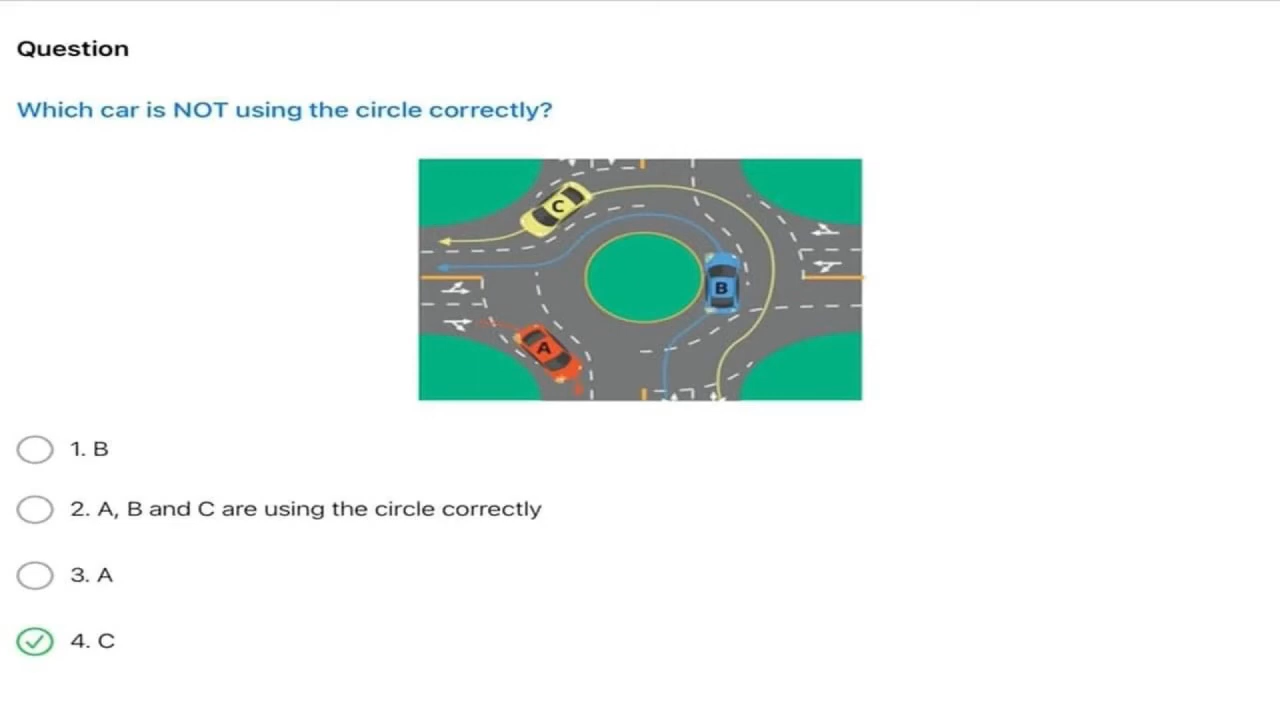 Question
Which car is NOT using the circle correctly?
C
B
A
1. B
2. A, B and C are using the circle correctly
3. A
4. C